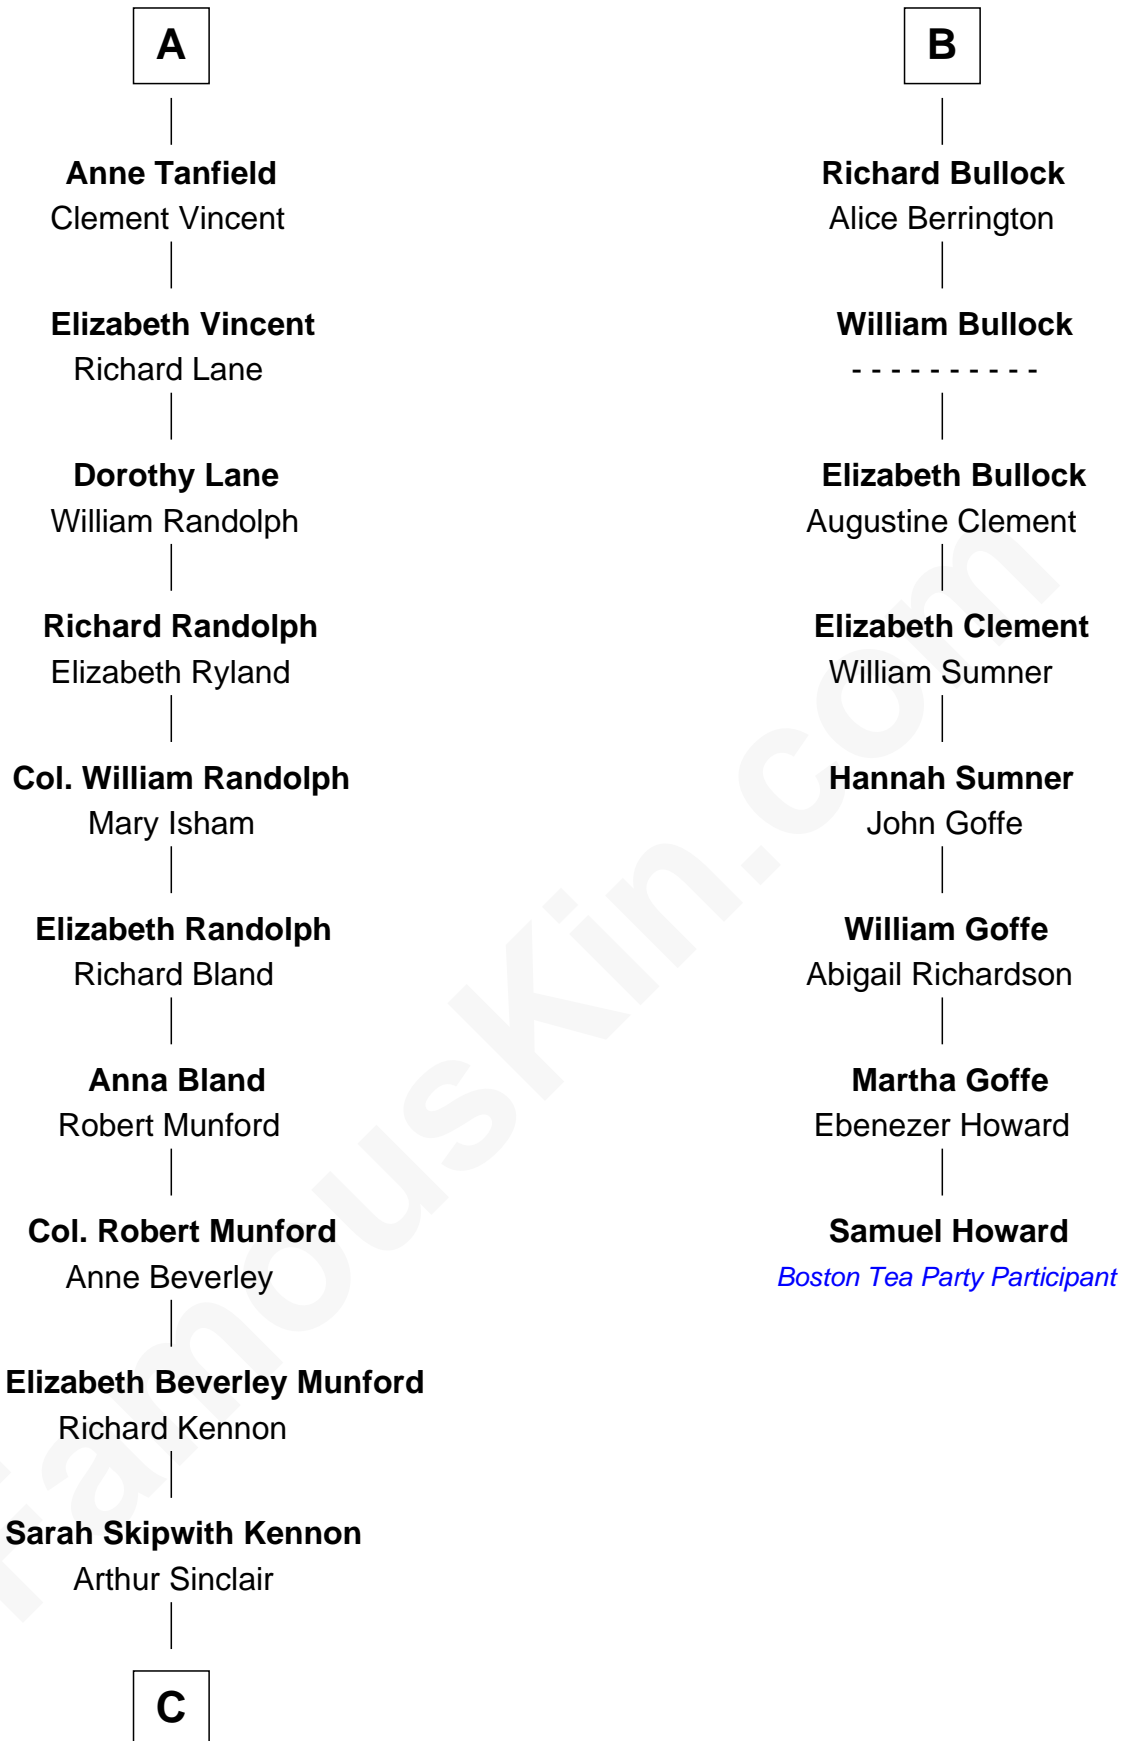 A
Anne Tanfield
Clement Vincent
Elizabeth Vincent
Richard Lane
Dorothy Lane
William Randolph
Richard Randolph
Elizabeth Ryland
Col. William Randolph
Mary Isham
Elizabeth Randolph
Richard Bland
Anna Bland
Robert Munford
Col. Robert Munford
Anne Beverley
Elizabeth Beverley Munford
Richard Kennon
Sarah Skipwith Kennon
Arthur Sinclair
C
B
Richard Bullock
Alice Berrington
William Bullock
- - - - - - - - - -
Elizabeth Bullock
Augustine Clement
Elizabeth Clement
William Sumner
Hannah Sumner
John Goffe
William Goffe
Abigail Richardson
Martha Goffe
Ebenezer Howard
Samuel Howard
Boston Tea Party Participant
FamousKin.com